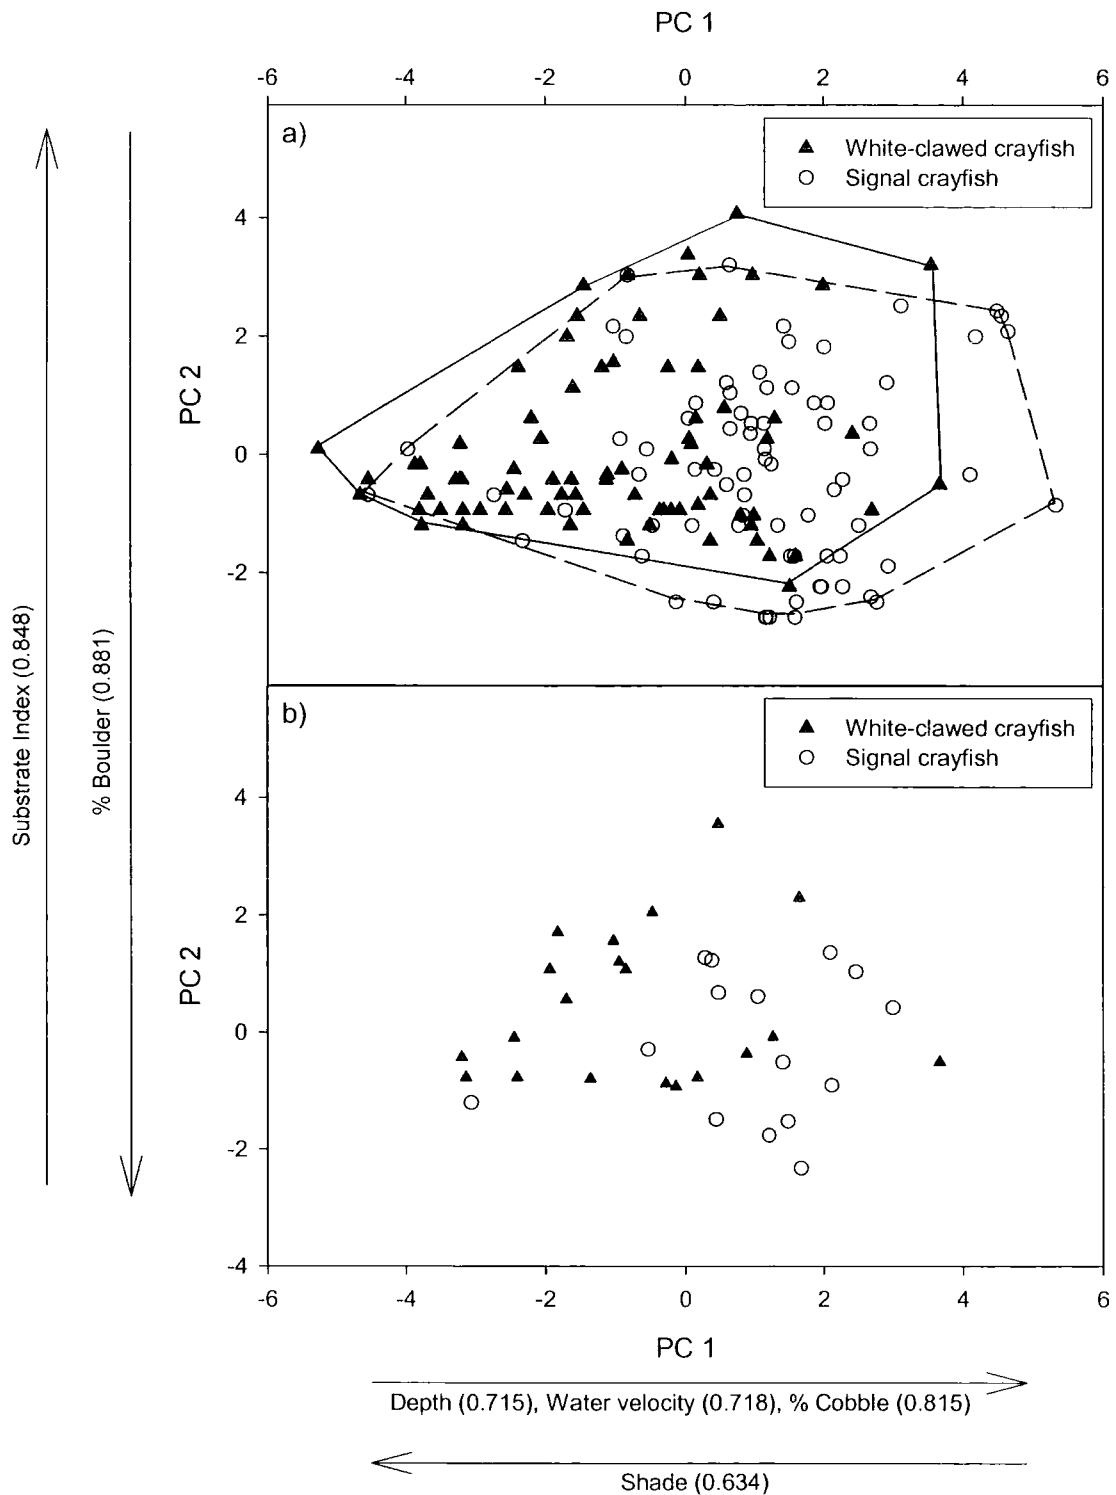 PC 1
-6 -4 -2 0 2 4 6
a)
White-clawed crayfish
Signal crayfish
4
2
0
-2
PC 2
b)
White-clawed crayfish
Signal crayfish
4
2
0
-2
-4
PC 2
Substrate Index (0.848)
% Boulder (0.881)
-6 -4 -2 0 2 4 6
PC 1
Depth (0.715), Water velocity (0.718), % Cobble (0.815)
Shade (0.634)